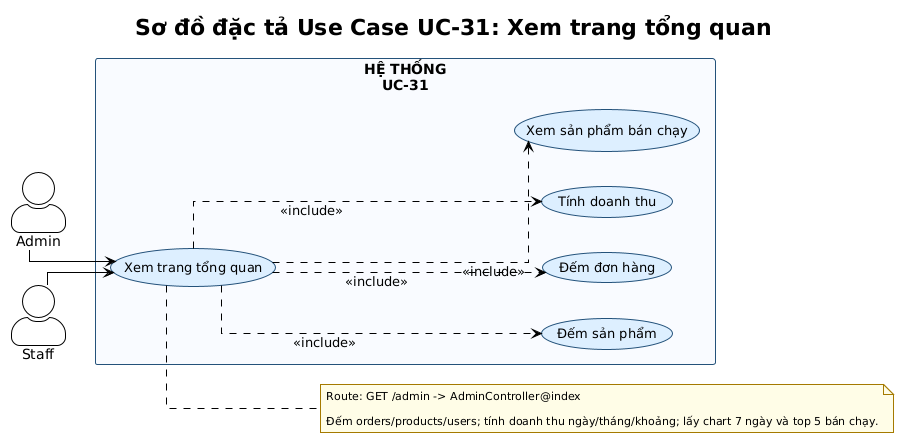 Sơ đồ đặc tả Use Case UC-31: Xem trang tổng quan
HỆ THỐNG
UC-31
Xem sản phẩm bán chạy
Tính doanh thu
«include»
Admin
Xem trang tổng quan
Đếm đơn hàng
«include»
«include»
Đếm sản phẩm
«include»
Staff
Route: GET /admin -> AdminController@index
Đếm orders/products/users; tính doanh thu ngày/tháng/khoảng; lấy chart 7 ngày và top 5 bán chạy.